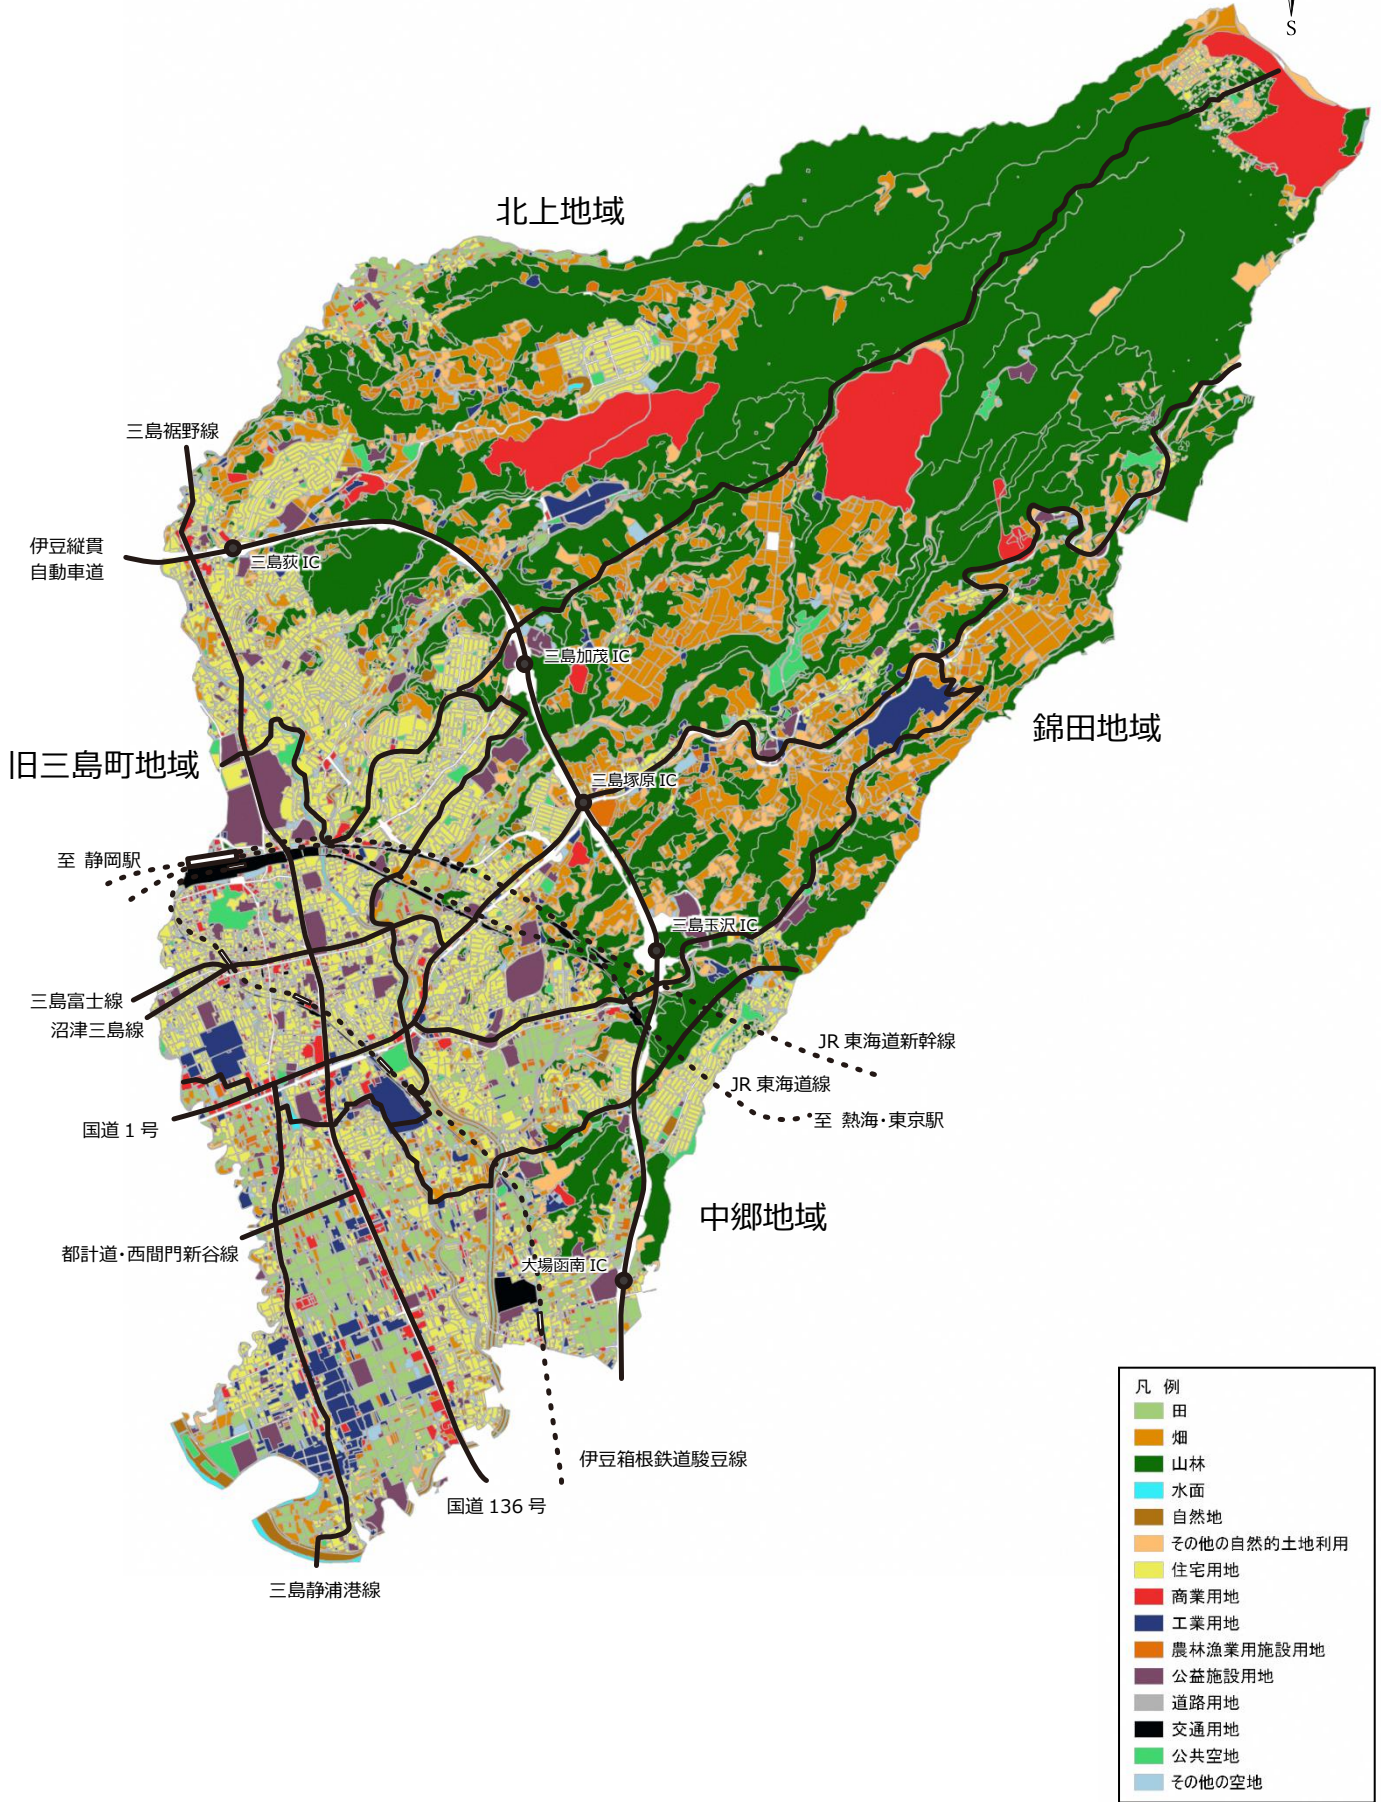 S
北上地域
三島裾野線
伊豆縦貫
自動車道
三島萩 IC
三島加茂 IC
錦田地域
旧三島町地域
三島塚原 IC
至 静岡駅
三島玉沢 IC
三島富士線
沼津三島線
JR 東海道新幹線
JR 東海道線
至 熱海・東京駅
国道 1 号
中郷地域
都計道・西間門新谷線
大場函南 IC
伊豆箱根鉄道駿豆線
国道 136 号
三島静浦港線
凡 例
田
畑
山林
水面
自然地
その他の自然的土地利用
住宅用地
商業用地
工業用地
農林漁業用施設用地
公益施設用地
道路用地
交通用地
公共空地
その他の空地